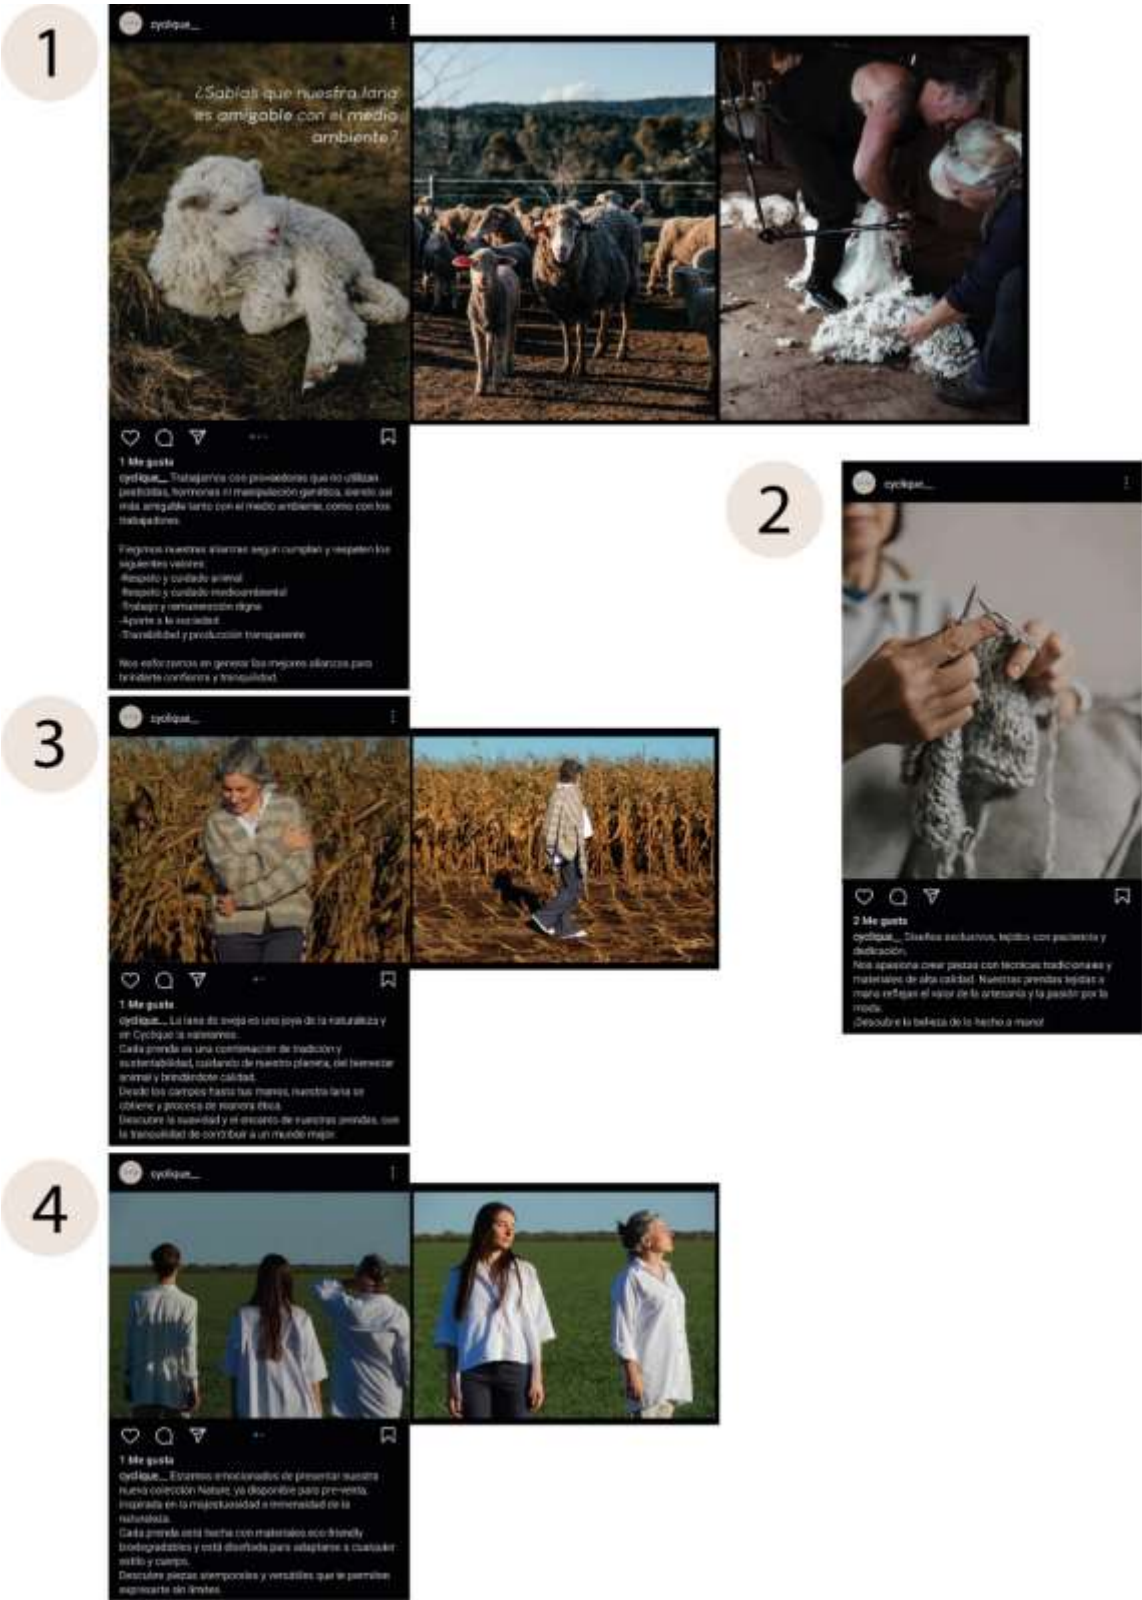 1
cyclique__
¿Sabías que nuestra lana
es amigable con el medio
ambiente?
1 Me gusta
cyclique__ Trabajamos con proveedores que no utilizan
pesticidas, hormonas ni manipulación genética, siendo así
más amigable tanto con el medio ambiente, como con los
trabajadores.
Elegimos nuestras alianzas según cumplan y respeten los
siguientes valores:
-Respeto y cuidado animal
-Respeto y cuidado medioambiental
-Trabajo y remuneración digna
-Aporte a la sociedad
-Trazabilidad y producción transparente
Nos esforzamos en generar las mejores alianzas para
brindarte confianza y tranquilidad.
2
cyclique__
2 Me gusta
cyclique__ Diseños exclusivos, tejidos con paciencia y
dedicación.
Nos apasiona crear piezas con técnicas tradicionales y
materiales de alta calidad. Nuestras prendas tejidas a
mano reflejan el valor de la artesanía y la pasión por la
moda.
¡Descubre la belleza de lo hecho a mano!
3
cyclique__
1 Me gusta
cyclique__ La lana de oveja es una joya de la naturaleza y
en Cyclique la valoramos.
Cada prenda es una combinación de tradición y
sustentabilidad, cuidando de nuestro planeta, del bienestar
animal y brindándote calidad.
Desde los campos hasta tus manos, nuestra lana se
obtiene y procesa de manera ética.
Descubre la suavidad y el encanto de nuestras prendas, con
la tranquilidad de contribuir a un mundo mejor.
4
cyclique__
1 Me gusta
cyclique__ Estamos emocionados de presentar nuestra
nueva colección Nature, ya disponible para pre-venta,
inspirada en la majestuosidad e inmensidad de la
naturaleza.
Cada prenda está hecha con materiales eco-friendly
biodegradables y está diseñada para adaptarse a cualquier
estilo y cuerpo.
Descubre piezas atemporales y versátiles que te permiten
expresarte sin límites.